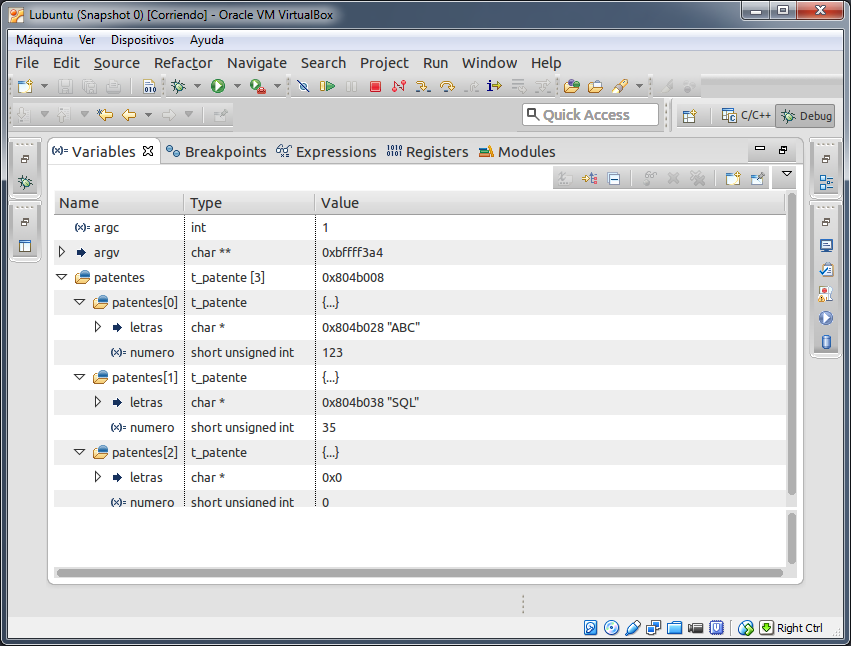 Lubuntu (Snapshot 0) [Corriendo] - Oracle VM VirtualBox
Máquina Ver Dispositivos Ayuda
File Edit Source Refactor Navigate Search Project Run Window Help
Quick Access C/C++ Debug
(x)= Variables Breakpoints Expressions Registers Modules
Name Type Value
(x)= argc int 1
argv char ** 0xbffff3a4
patentes t_patente [3] 0x804b008
patentes[0] t_patente {...}
letras char * 0x804b028 "ABC"
(x)= numero short unsigned int 123
patentes[1] t_patente {...}
letras char * 0x804b038 "SQL"
(x)= numero short unsigned int 35
patentes[2] t_patente {...}
letras char * 0x0
(x)= numero short unsigned int 0
Right Ctrl